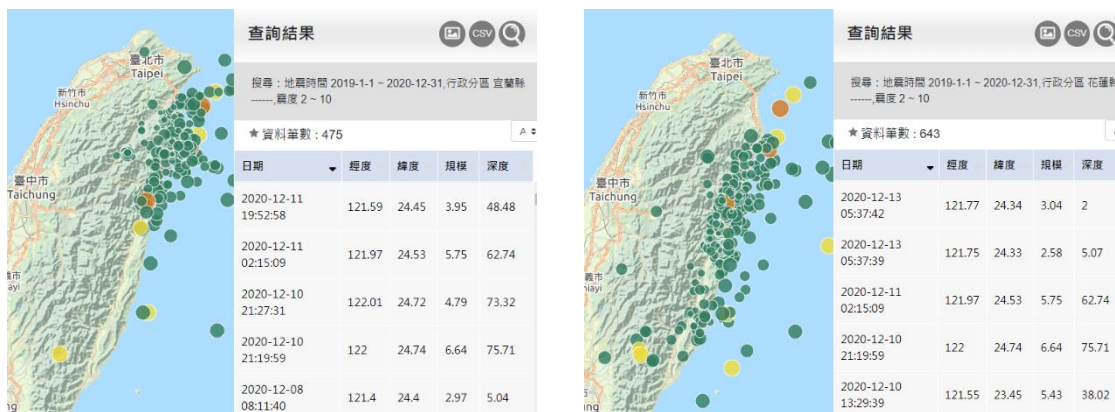 臺北市
Taipei
新竹市
Hsinchu
臺中市
Taichung
義市
ayi
查詢結果
CSV
搜尋：地震時間 2019-1-1 ~ 2020-12-31,行政分區 宜蘭縣
------,震度 2 ~ 10
★資料筆數 : 475
A
日期 經度 緯度 規模 深度
2020-12-11
19:52:58
121.59 24.45 3.95 48.48
2020-12-11
02:15:09
121.97 24.53 5.75 62.74
2020-12-10
21:27:31
122.01 24.72 4.79 73.32
2020-12-10
21:19:59
122 24.74 6.64 75.71
2020-12-08
08:11:40
121.4 24.4 2.97 5.04
臺北市
Taipei
新竹市
Hsinchu
臺中市
Taichung
義市
hiayi
查詢結果
CSV
搜尋：地震時間 2019-1-1 ~ 2020-12-31,行政分區 花蓮縣
------,震度 2 ~ 10
★資料筆數 : 643
日期 經度 緯度 規模 深度
2020-12-13
05:37:42
121.77 24.34 3.04 2
2020-12-13
05:37:39
121.75 24.33 2.58 5.07
2020-12-11
02:15:09
121.97 24.53 5.75 62.74
2020-12-10
21:19:59
122 24.74 6.64 75.71
2020-12-10
13:29:39
121.55 23.45 5.43 38.02